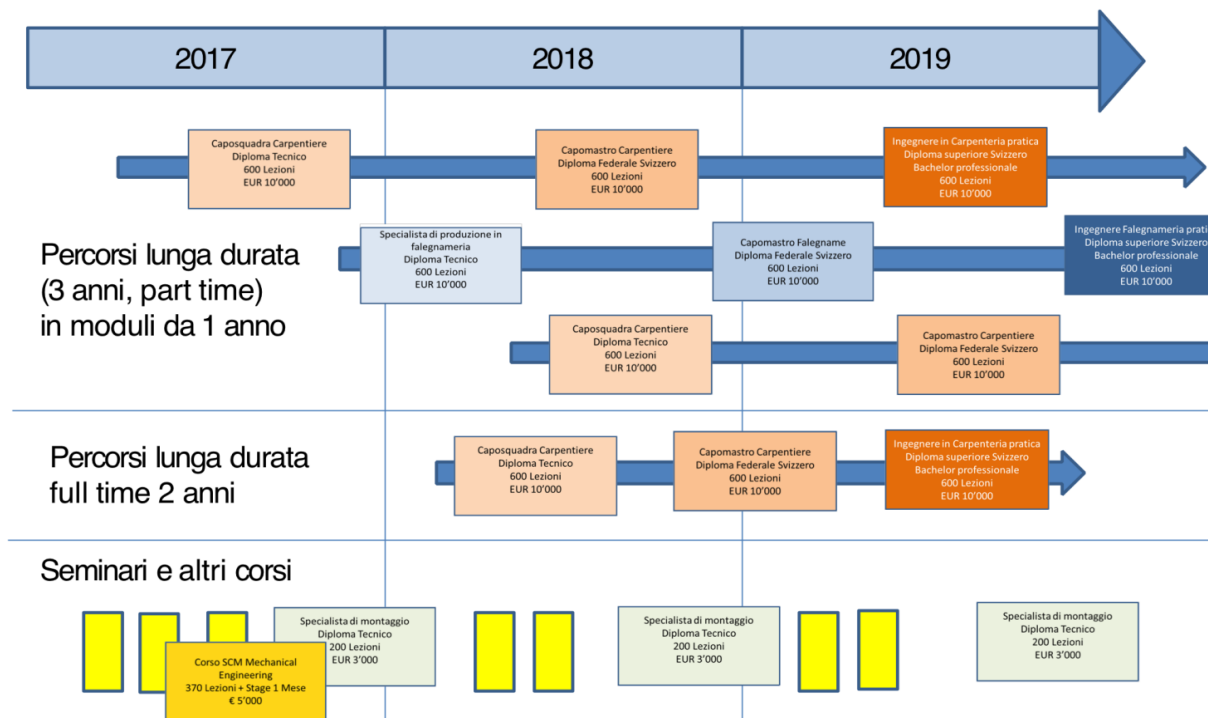 2017
2018
2019
Caposquadra Carpentiere
Diploma Tecnico
600 Lezioni
EUR 10'000
Capomastro Carpentiere
Diploma Federale Svizzero
600 Lezioni
EUR 10'000
Ingegnere in Carpenteria pratica
Diploma superiore Svizzero
Bachelor professionale
600 Lezioni
EUR 10'000
Percorsi lunga durata
(3 anni, part time)
in moduli da 1 anno
Specialista di produzione in
falegnameria
Diploma Tecnico
600 Lezioni
EUR 10'000
Capomastro Falegname
Diploma Federale Svizzero
600 Lezioni
EUR 10'000
Ingegnere Falegnameria pratic
Diploma superiore Svizzero
Bachelor professionale
600 Lezioni
EUR 10'000
Caposquadra Carpentiere
Diploma Tecnico
600 Lezioni
EUR 10'000
Capomastro Carpentiere
Diploma Federale Svizzero
600 Lezioni
EUR 10'000
Percorsi lunga durata
full time 2 anni
Caposquadra Carpentiere
Diploma Tecnico
600 Lezioni
EUR 10'000
Capomastro Carpentiere
Diploma Federale Svizzero
600 Lezioni
EUR 10'000
Ingegnere in Carpenteria pratica
Diploma superiore Svizzero
Bachelor professionale
600 Lezioni
EUR 10'000
Seminari e altri corsi
Specialista di montaggio
Diploma Tecnico
200 Lezioni
EUR 3'000
Corso SCM Mechanical
Engineering
370 Lezioni + Stage 1 Mese
€ 5'000
Specialista di montaggio
Diploma Tecnico
200 Lezioni
EUR 3'000
Specialista di montaggio
Diploma Tecnico
200 Lezioni
EUR 3'000